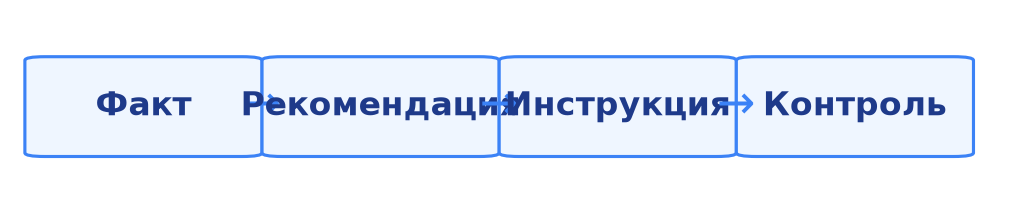 Факт → Рекомендация → Инструкция → Контроль